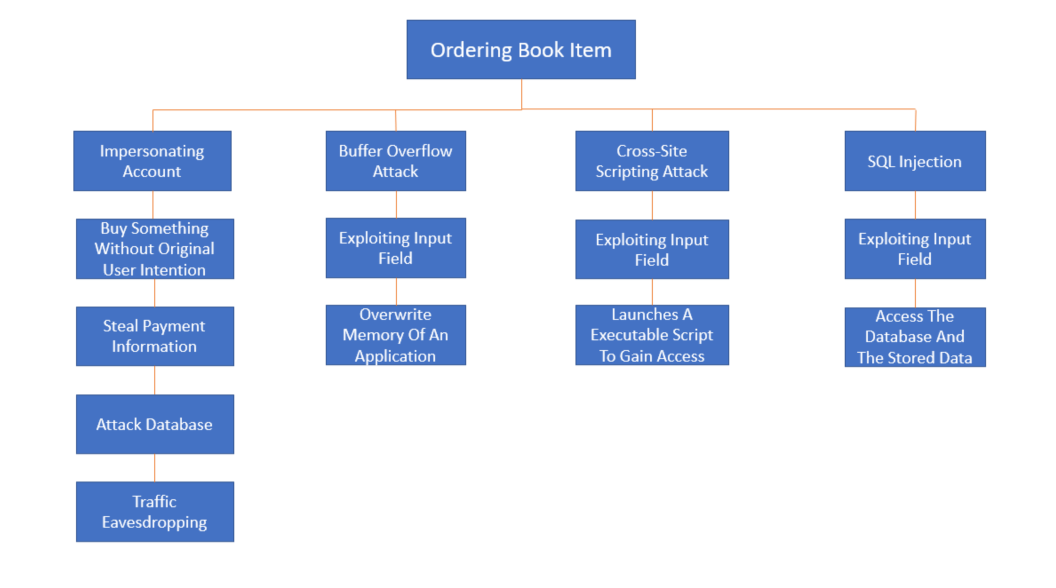 Ordering Book Item
Impersonating
Account
Buffer Overflow
Attack
Cross-Site
Scripting Attack
SQL Injection
Buy Something
Without Original
User Intention
Exploiting Input
Field
Exploiting Input
Field
Exploiting Input
Field
Steal Payment
Information
Overwrite
Memory Of An
Application
Launches A
Executable Script
To Gain Access
Access The
Database And
The Stored Data
Attack Database
Traffic
Eavesdropping